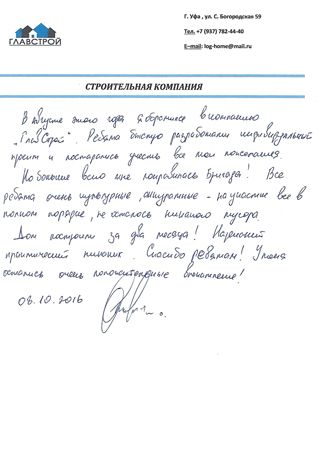 ГЛАВСТРОЙ
Г. Уфа , ул. С. Богородская 59
Тел. +7 (937) 782-44-40
E-mail: log-home@mail.ru
СТРОИТЕЛЬНАЯ КОМПАНИЯ
В августе этого года я обратился в компанию
„ГлавСтрой". Ребята быстро разработали индивидуальный
проект и постарались учесть все мои пожелания.
Но больше всего мне понравилась бригада! Все
ребята очень культурные, аккуратные - на участке все в
полном порядке, не осталось никакого мусора.
Дом построили за два месяца! Надежный
практичный. Спасибо ребятам! У меня
остались очень положительные впечатления!
08.10.2016